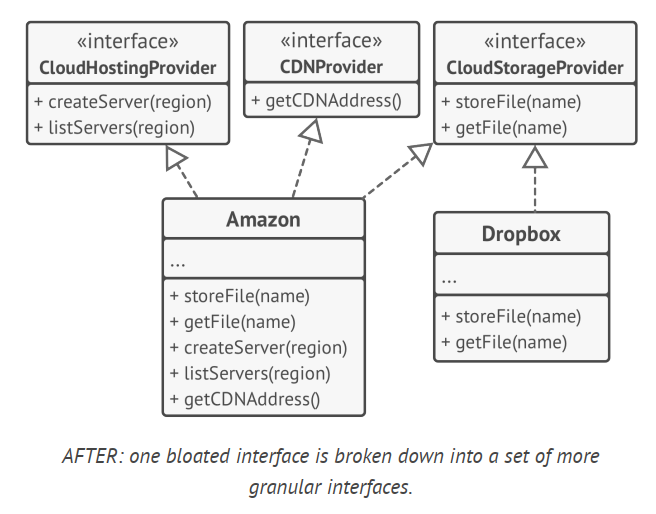 «interface»
CloudHostingProvider
+ createServer(region)
+ listServers(region)
«interface»
CDNProvider
+ getCDNAddress()
«interface»
CloudStorageProvider
+ storeFile(name)
+ getFile(name)
Amazon
...
+ storeFile(name)
+ getFile(name)
+ createServer(region)
+ listServers(region)
+ getCDNAddress()
Dropbox
...
+ storeFile(name)
+ getFile(name)
AFTER: one bloated interface is broken down into a set of more
granular interfaces.